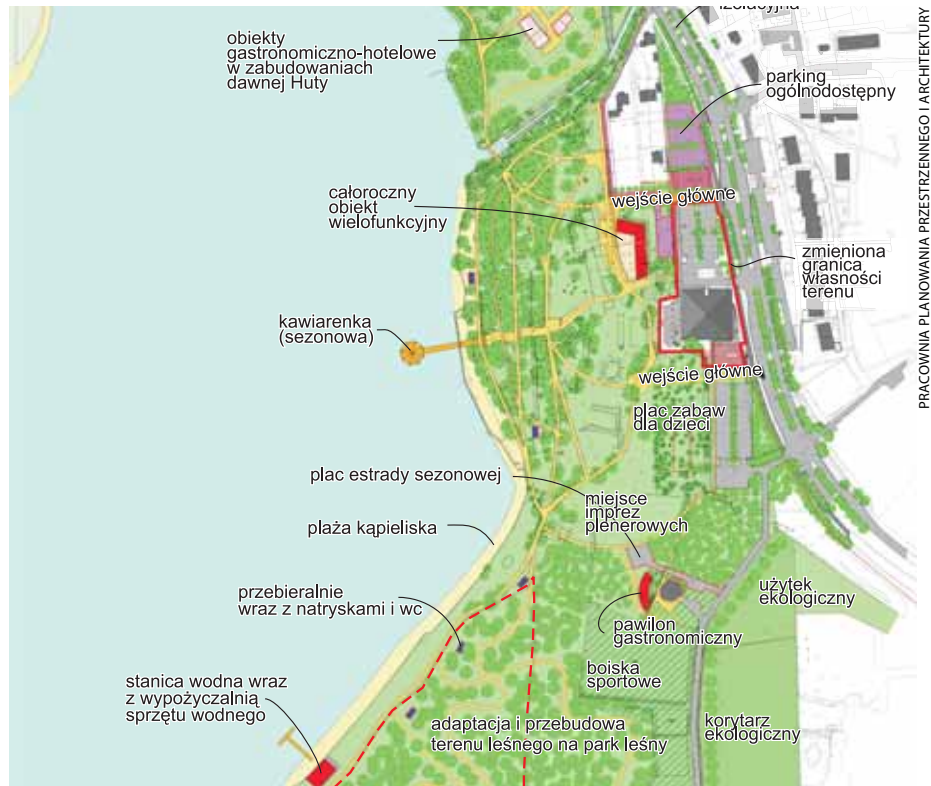 izolacyjna
obiekty
gastronomiczno-hotelowe
w zabudowaniach
dawnej Huty
parking
ogólnodostępny
całoroczny
obiekt
wielofunkcyjny
wejście główne
zmieniona
granica
własności
terenu
kawiarenka
(sezonowa)
wejście główne
plac zabaw
dla dzieci
plac estrady sezonowej
miejsce
imprez
plenerowych
plaża kąpieliska
przebieralnie
wraz z natryskami i wc
użytek
ekologiczny
pawilon
gastronomiczny
boiska
sportowe
stanica wodna wraz
z wypożyczalnią
sprzętu wodnego
adaptacja i przebudowa
terenu leśnego na park leśny
korytarz
ekologiczny
PRACOWNIA PLANOWANIA PRZESTRZENNEGO I ARCHITEKTURY